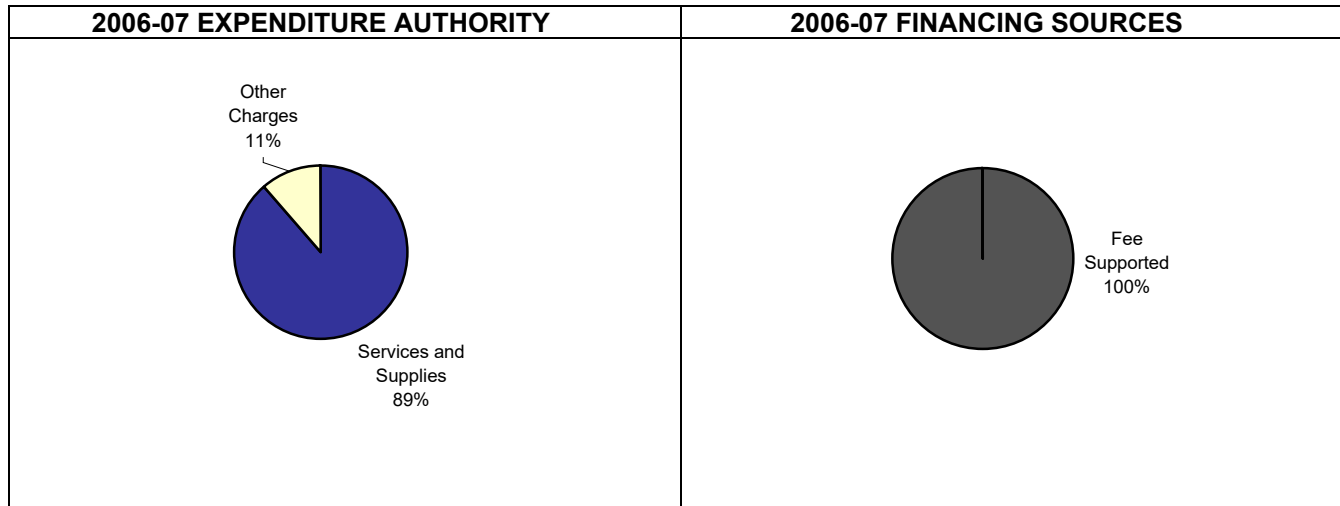 2006-07 EXPENDITURE AUTHORITY
2006-07 FINANCING SOURCES
Other
Charges
11%
Services and
Supplies
89%
Fee
Supported
100%